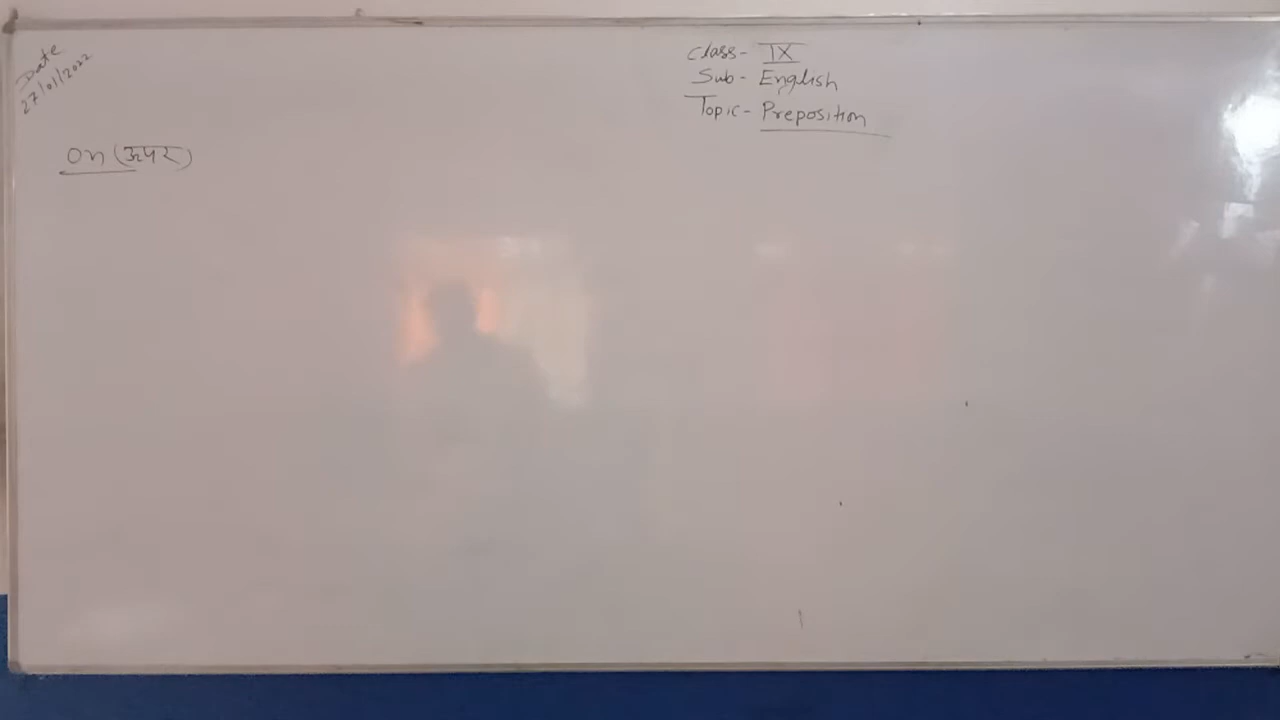 Date
27/01/2022
Class- IX
Sub- English
Topic- Preposition
On (ऊपर)